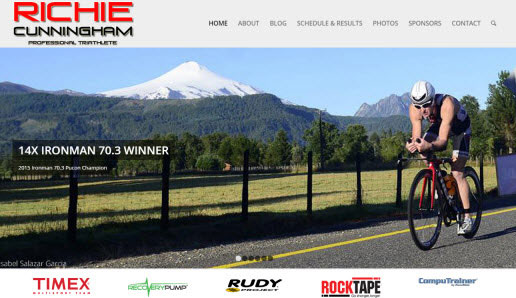 RICHIE
CUNNINGHAM
PROFESSIONAL TRIATHLETE
HOME ABOUT BLOG SCHEDULE & RESULTS PHOTOS SPONSORS CONTACT
14X IRONMAN 70.3 WINNER
2015 Ironman 70.3 Pucon Champion
sabel Salazar Garcia
TIMEX RECOVERYPUMP RUDY ROCKTAPE CompuTrainer
MULTISPORT TEAM PROJECT Go stronger, longer